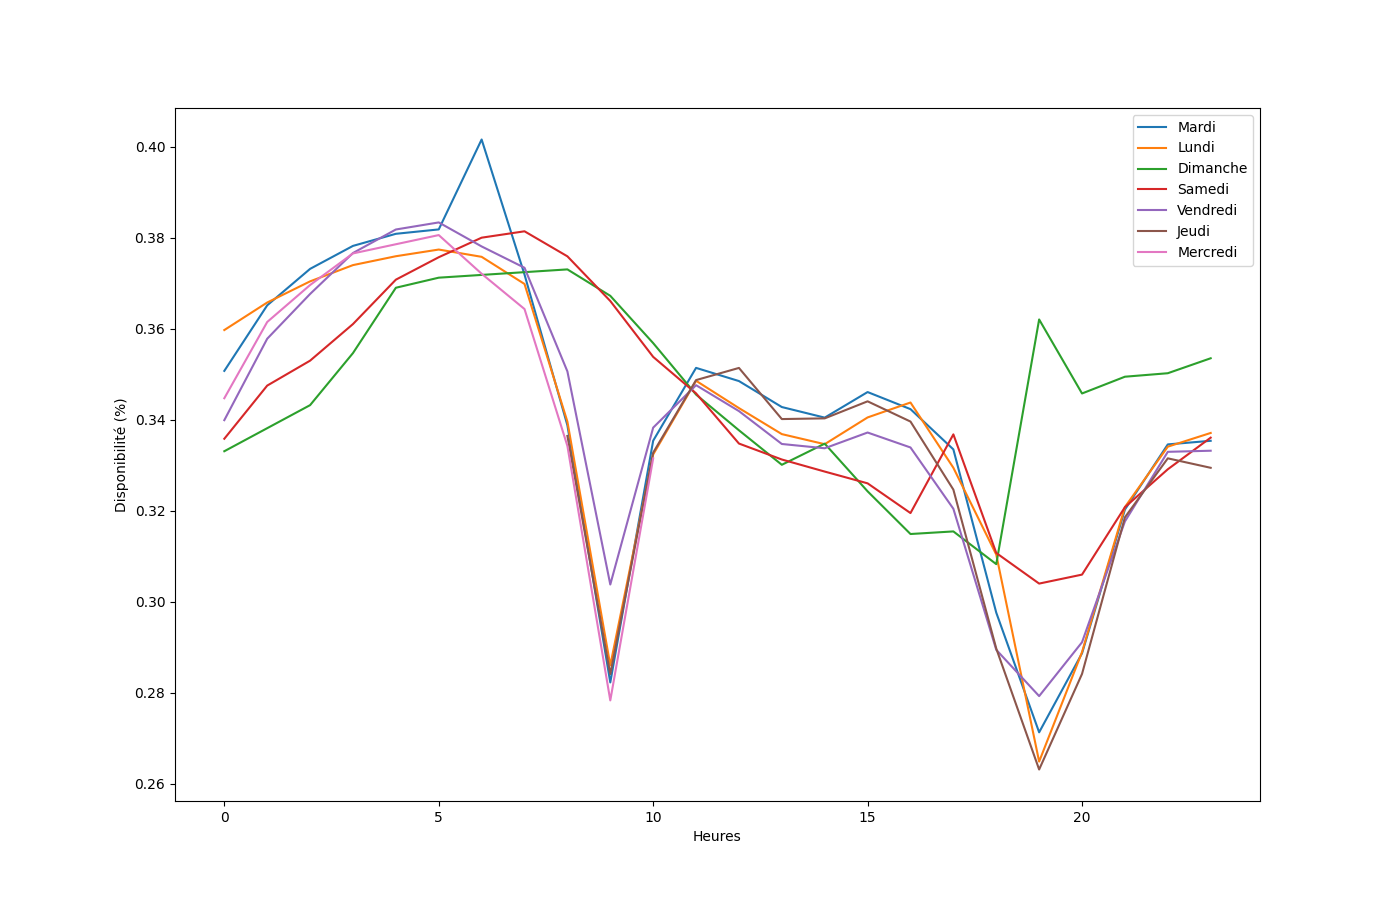 Mardi
Lundi
Dimanche
Samedi
Vendredi
Jeudi
Mercredi
0.40
0.38
0.36
0.34
0.32
0.30
0.28
0.26
Disponibilité (%)
0 5 10 15 20
Heures